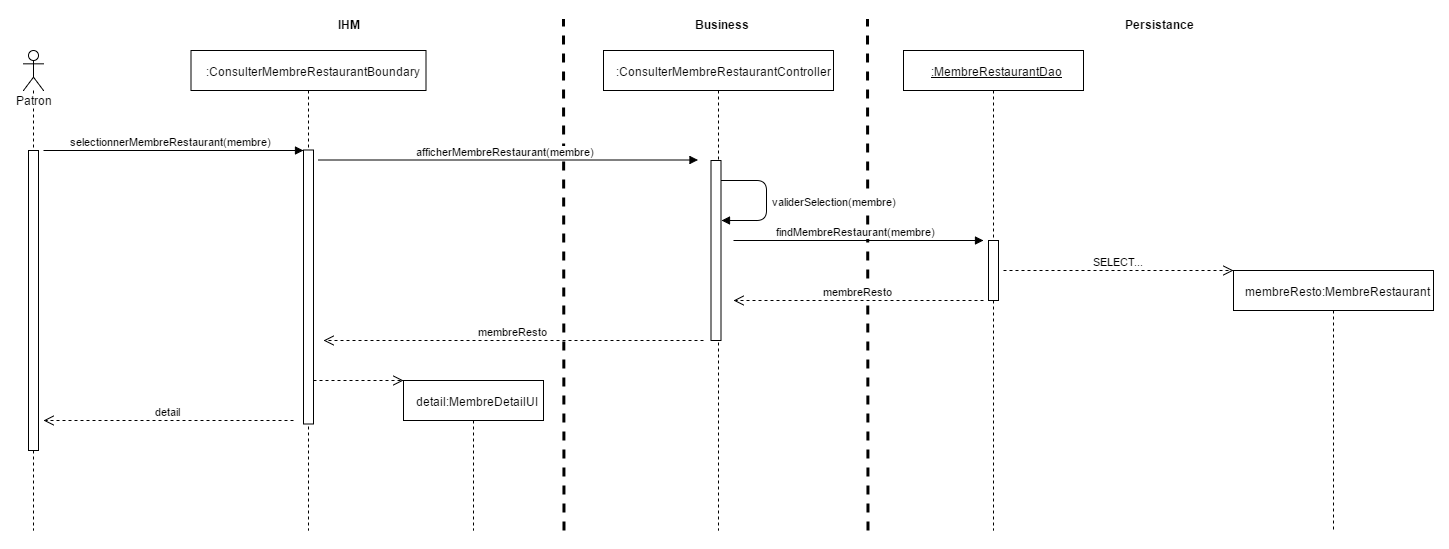 IHM
Business
Persistance
:ConsulterMembreRestaurantBoundary
:ConsulterMembreRestaurantController
:MembreRestaurantDao
Patron
selectionnerMembreRestaurant(membre)
afficherMembreRestaurant(membre)
validerSelection(membre)
findMembreRestaurant(membre)
SELECT...
membreResto:MembreRestaurant
membreResto
membreResto
detail:MembreDetailUI
detail